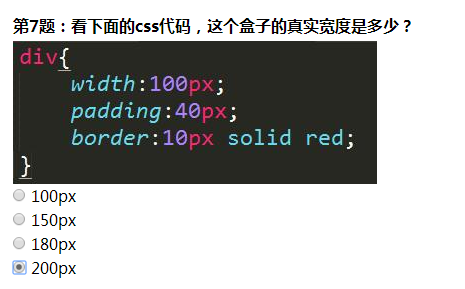 第7题：看下面的css代码，这个盒子的真实宽度是多少？
div{
width:100px;
padding:40px;
border:10px solid red;
}
100px
150px
180px
200px